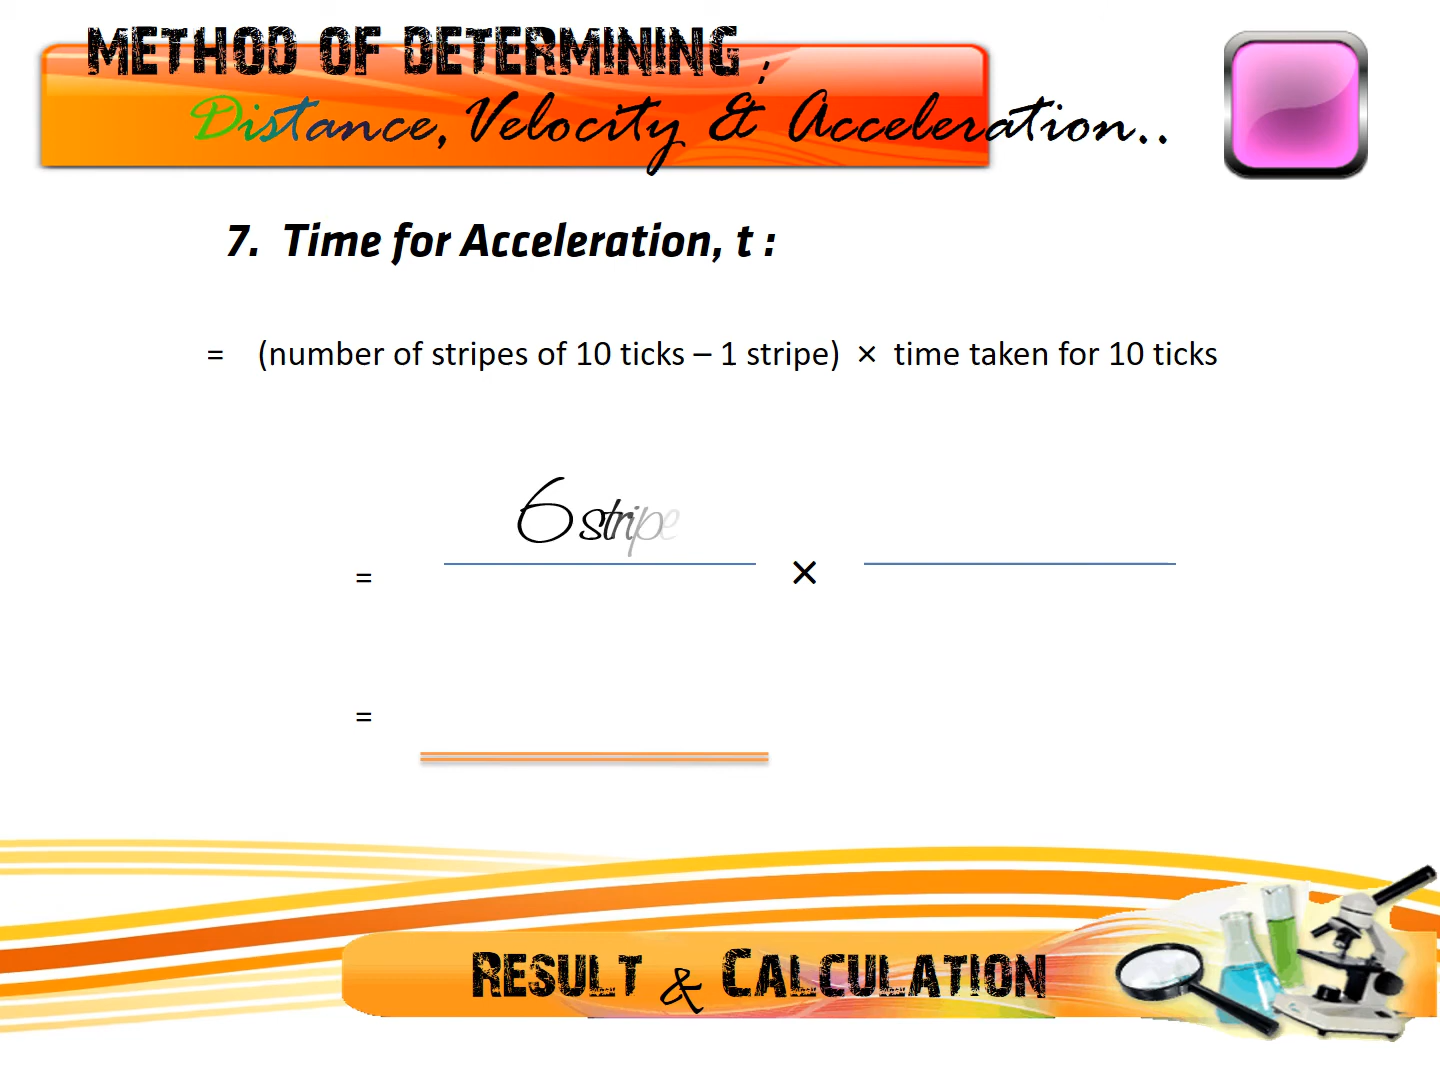 METHOD OF DETERMINING ;
Distance, Velocity & Acceleration..
7. Time for Acceleration, t :
= (number of stripes of 10 ticks – 1 stripe) × time taken for 10 ticks
6 stripe
= ×
=
RESULT & CALCULATION